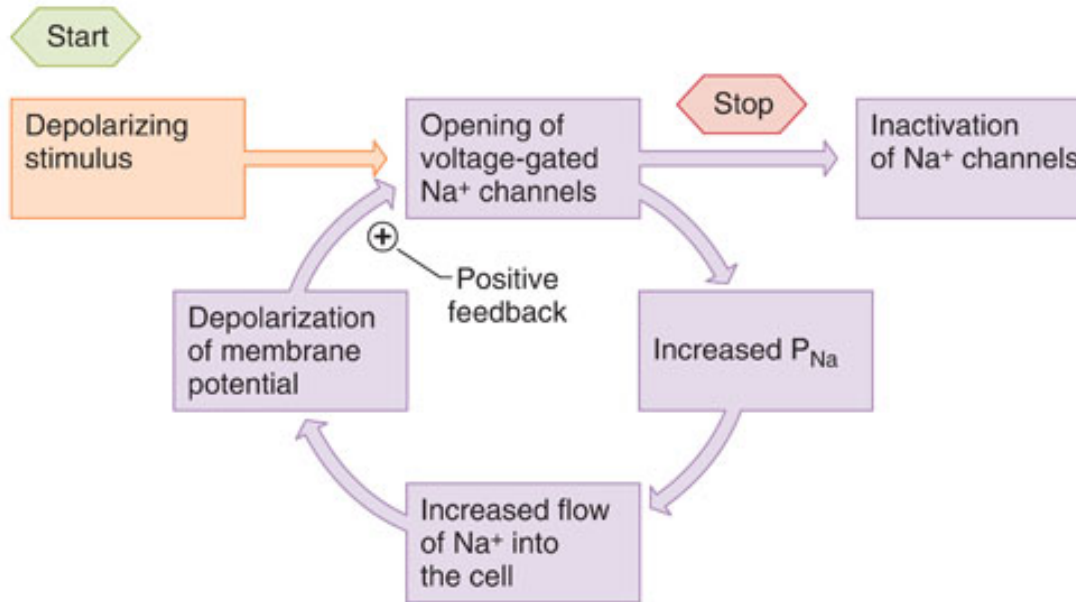 Start
Depolarizing
stimulus
Opening of
voltage-gated
Na⁺ channels
Stop
Inactivation
of Na⁺ channels
Positive
feedback
Depolarization
of membrane
potential
Increased P_Na
Increased flow
of Na⁺ into
the cell
+